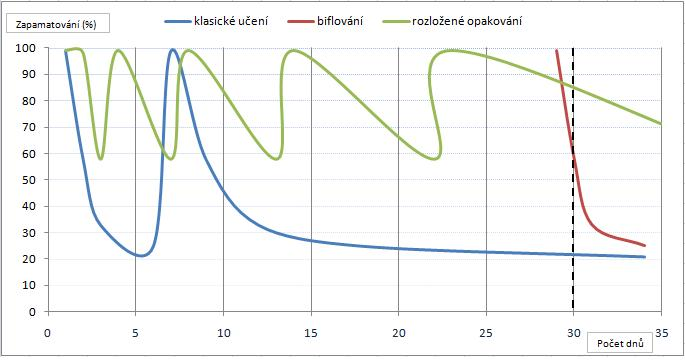 Zapamatování (%)
klasické učení
biflování
rozložené opakování
100
90
80
70
60
50
40
30
20
10
0
0 5 10 15 20 25 30 35
Počet dnů